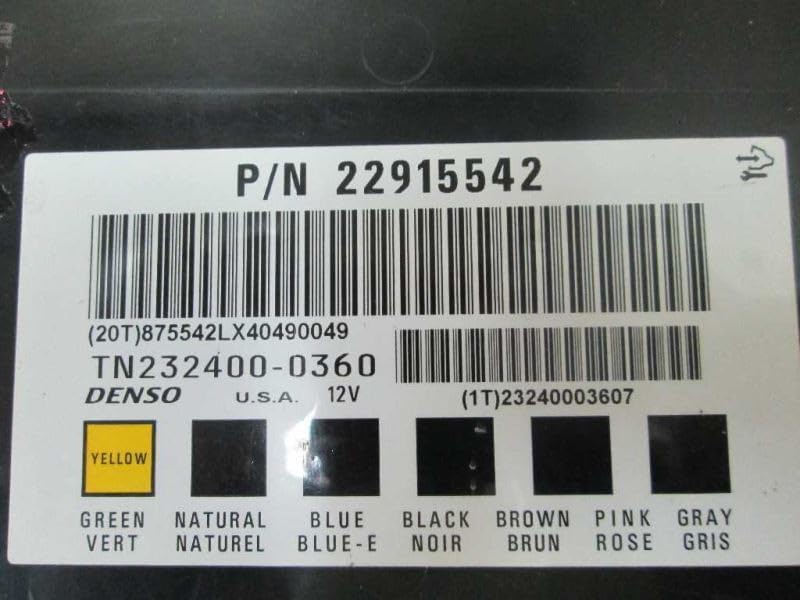 P/N 22915542
(20T)875542LX40490049
TN232400-0360
(1T)23240003607
DENSO U.S.A. 12V
YELLOW
GREEN NATURAL BLUE BLACK BROWN PINK GRAY
VERT NATUREL BLUE-E NOIR BRUN ROSE GRIS